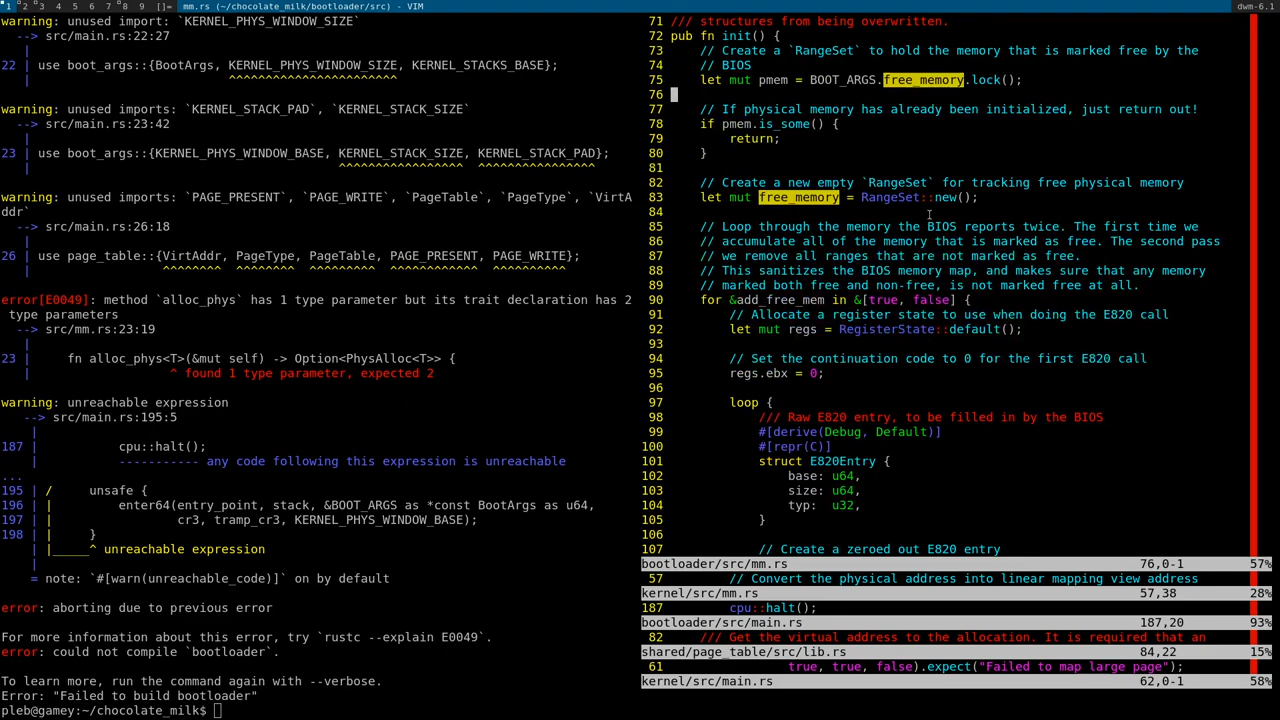 1 2 3 4 5 6 7 8 9 []= mm.rs (~/chocolate_milk/bootloader/src) - VIM dwm-6.1
warning: unused import: `KERNEL_PHYS_WINDOW_SIZE`
--> src/main.rs:22:27
|
22 | use boot_args::{BootArgs, KERNEL_PHYS_WINDOW_SIZE, KERNEL_STACKS_BASE};
| ^^^^^^^^^^^^^^^^^^^^^^^
warning: unused imports: `KERNEL_STACK_PAD`, `KERNEL_STACK_SIZE`
--> src/main.rs:23:42
|
23 | use boot_args::{KERNEL_PHYS_WINDOW_BASE, KERNEL_STACK_SIZE, KERNEL_STACK_PAD};
| ^^^^^^^^^^^^^^^^^ ^^^^^^^^^^^^^^^^
warning: unused imports: `PAGE_PRESENT`, `PAGE_WRITE`, `PageTable`, `PageType`, `VirtA
ddr`
--> src/main.rs:26:18
|
26 | use page_table::{VirtAddr, PageType, PageTable, PAGE_PRESENT, PAGE_WRITE};
| ^^^^^^^^ ^^^^^^^^ ^^^^^^^^^ ^^^^^^^^^^^^ ^^^^^^^^^^
error[E0049]: method `alloc_phys` has 1 type parameter but its trait declaration has 2
type parameters
--> src/mm.rs:23:19
|
23 | fn alloc_phys<T>(&mut self) -> Option<PhysAlloc<T>> {
| ^ found 1 type parameter, expected 2
warning: unreachable expression
--> src/main.rs:195:5
|
187 | cpu::halt();
| ----------- any code following this expression is unreachable
...
195 | / unsafe {
196 | | enter64(entry_point, stack, &BOOT_ARGS as *const BootArgs as u64,
197 | | cr3, tramp_cr3, KERNEL_PHYS_WINDOW_BASE);
198 | | }
| |_____^ unreachable expression
|
= note: `#[warn(unreachable_code)]` on by default
error: aborting due to previous error
For more information about this error, try `rustc --explain E0049`.
error: could not compile `bootloader`.
To learn more, run the command again with --verbose.
Error: "Failed to build bootloader"
pleb@gamey:~/chocolate_milk$
71 /// structures from being overwritten.
72 pub fn init() {
73 // Create a `RangeSet` to hold the memory that is marked free by the
74 // BIOS
75 let mut pmem = BOOT_ARGS.free_memory.lock();
76
77 // If physical memory has already been initialized, just return out!
78 if pmem.is_some() {
79 return;
80 }
81
82 // Create a new empty `RangeSet` for tracking free physical memory
83 let mut free_memory = RangeSet::new();
84
85 // Loop through the memory the BIOS reports twice. The first time we
86 // accumulate all of the memory that is marked as free. The second pass
87 // we remove all ranges that are not marked as free.
88 // This sanitizes the BIOS memory map, and makes sure that any memory
89 // marked both free and non-free, is not marked free at all.
90 for &add_free_mem in &[true, false] {
91 // Allocate a register state to use when doing the E820 call
92 let mut regs = RegisterState::default();
93
94 // Set the continuation code to 0 for the first E820 call
95 regs.ebx = 0;
96
97 loop {
98 /// Raw E820 entry, to be filled in by the BIOS
99 #[derive(Debug, Default)]
100 #[repr(C)]
101 struct E820Entry {
102 base: u64,
103 size: u64,
104 typ: u32,
105 }
106
107 // Create a zeroed out E820 entry
bootloader/src/mm.rs 76,0-1 57%
57 // Convert the physical address into linear mapping view address
kernel/src/mm.rs 57,38 28%
187 cpu::halt();
bootloader/src/main.rs 187,20 93%
82 /// Get the virtual address to the allocation. It is required that an
shared/page_table/src/lib.rs 84,22 15%
61 true, true, false).expect("Failed to map large page");
kernel/src/main.rs 62,0-1 58%